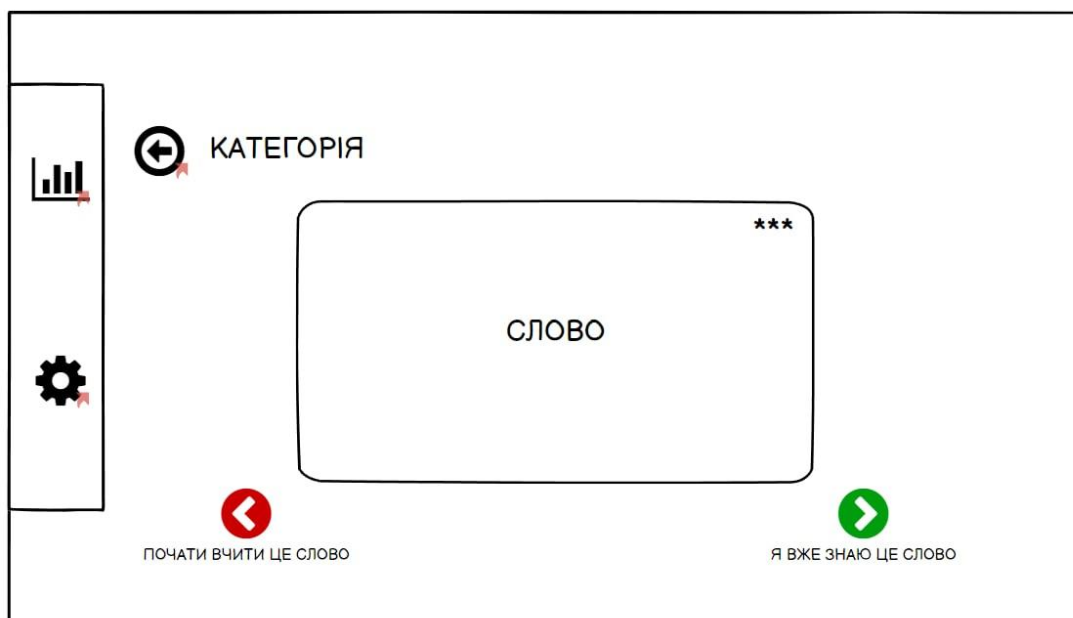 КАТЕГОРІЯ
***
СЛОВО
ПОЧАТИ ВЧИТИ ЦЕ СЛОВО
Я ВЖЕ ЗНАЮ ЦЕ СЛОВО